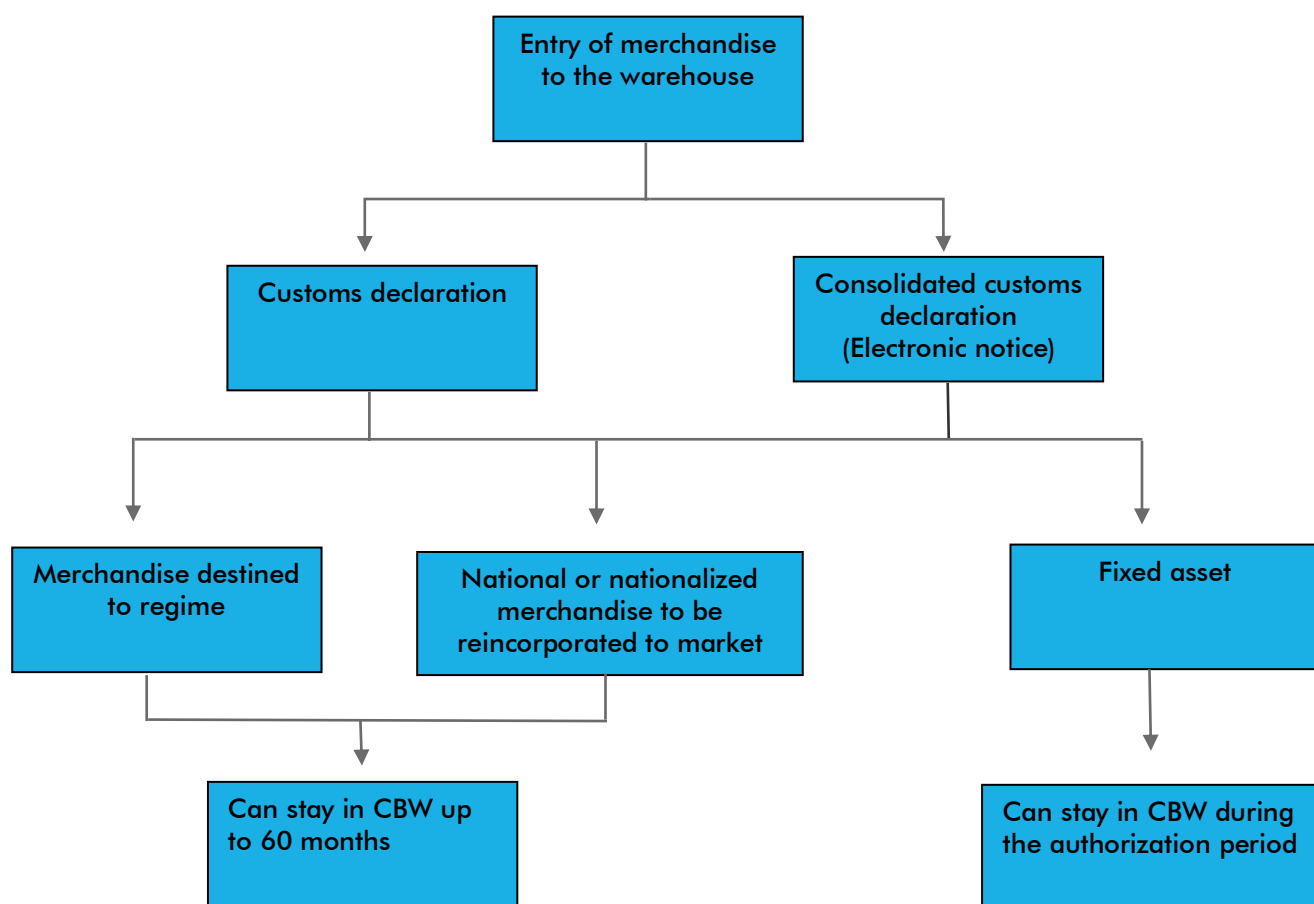 Entry of merchandise
to the warehouse
Customs declaration
Consolidated customs
declaration
(Electronic notice)
Merchandise destined
to regime
National or nationalized
merchandise to be
reincorporated to market
Fixed asset
Can stay in CBW up
to 60 months
Can stay in CBW during
the authorization period